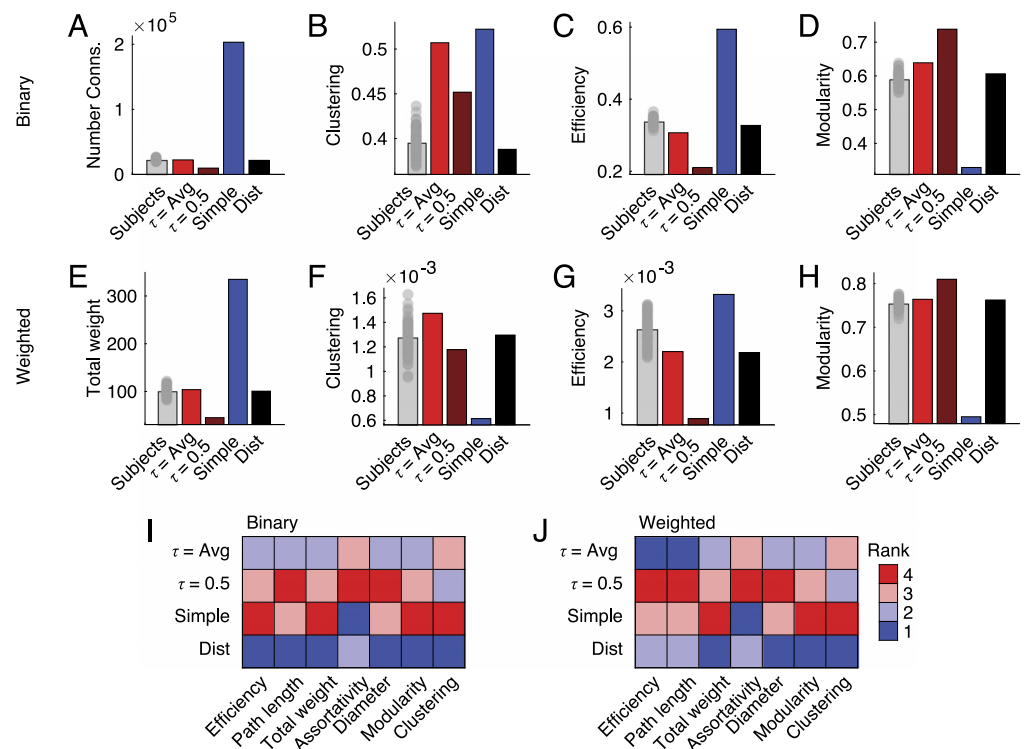 A
× 10^5
Number Conns.
2
1
0
Subjects
τ = Avg
τ = 0.5
Simple
Dist
B
Clustering
0.5
0.4
Subjects
τ = Avg
τ = 0.5
Simple
Dist
C
Efficiency
0.6
0.4
0.2
Subjects
τ = Avg
τ = 0.5
Simple
Dist
D
Modularity
0.7
0.6
0.5
0.4
Subjects
τ = Avg
τ = 0.5
Simple
Dist
Binary
E
Total weight
300
200
100
Subjects
τ = Avg
τ = 0.5
Simple
Dist
F
× 10^-3
Clustering
1.6
1.4
1.2
1
0.8
0.6
Subjects
τ = Avg
τ = 0.5
Simple
Dist
G
× 10^-3
Efficiency
3
2
1
Subjects
τ = Avg
τ = 0.5
Simple
Dist
H
Modularity
0.8
0.7
0.6
0.5
Subjects
τ = Avg
τ = 0.5
Simple
Dist
Weighted
I
Binary
τ = Avg
τ = 0.5
Simple
Dist
Efficiency
Path length
Total weight
Assortativity
Diameter
Modularity
Clustering
J
Weighted
τ = Avg
τ = 0.5
Simple
Dist
Efficiency
Path length
Total weight
Assortativity
Diameter
Modularity
Clustering
Rank
4
3
2
1